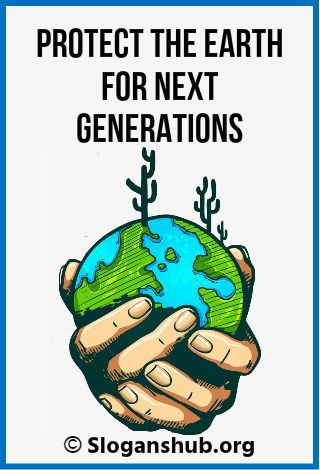 PROTECT THE EARTH
FOR NEXT
GENERATIONS
© Sloganshub.org